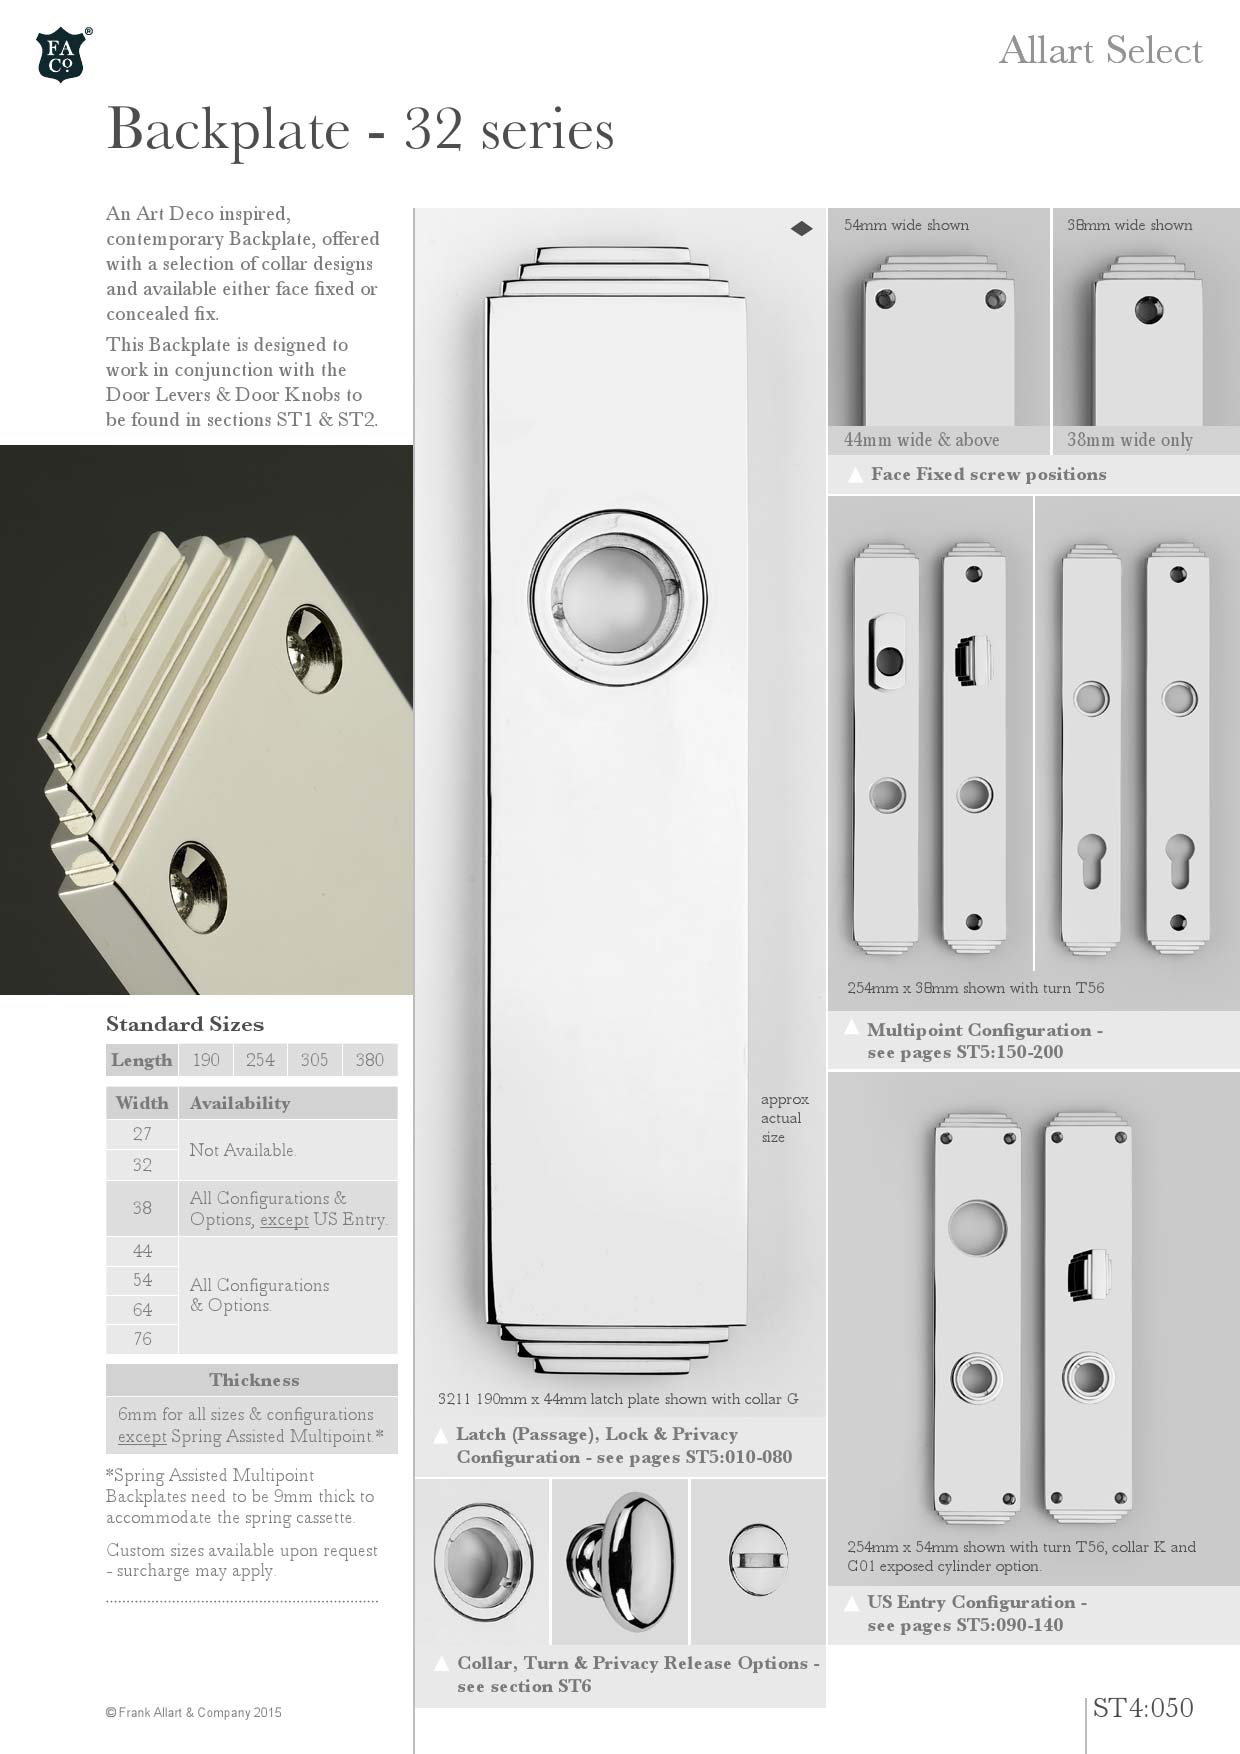 FA
Co.
®
Allart Select
Backplate - 32 series
An Art Deco inspired,
contemporary Backplate, offered
with a selection of collar designs
and available either face fixed or
concealed fix.
This Backplate is designed to
work in conjunction with the
Door Levers & Door Knobs to
be found in sections ST1 & ST2.
Standard Sizes
Length 190 254 305 380
Width Availability
27
32
Not Available.
38
All Configurations &
Options, except US Entry.
44
54
64
76
All Configurations
& Options.
Thickness
6mm for all sizes & configurations
except Spring Assisted Multipoint.*
*Spring Assisted Multipoint
Backplates need to be 9mm thick to
accommodate the spring cassette.
Custom sizes available upon request
- surcharge may apply.
approx
actual
size
3211 190mm x 44mm latch plate shown with collar G
Latch (Passage), Lock & Privacy
Configuration - see pages ST5:010-080
Collar, Turn & Privacy Release Options -
see section ST6
54mm wide shown
38mm wide shown
44mm wide & above
38mm wide only
Face Fixed screw positions
254mm x 38mm shown with turn T56
Multipoint Configuration -
see pages ST5:150-200
254mm x 54mm shown with turn T56, collar K and
C01 exposed cylinder option.
US Entry Configuration -
see pages ST5:090-140
© Frank Allart & Company 2015
ST4:050